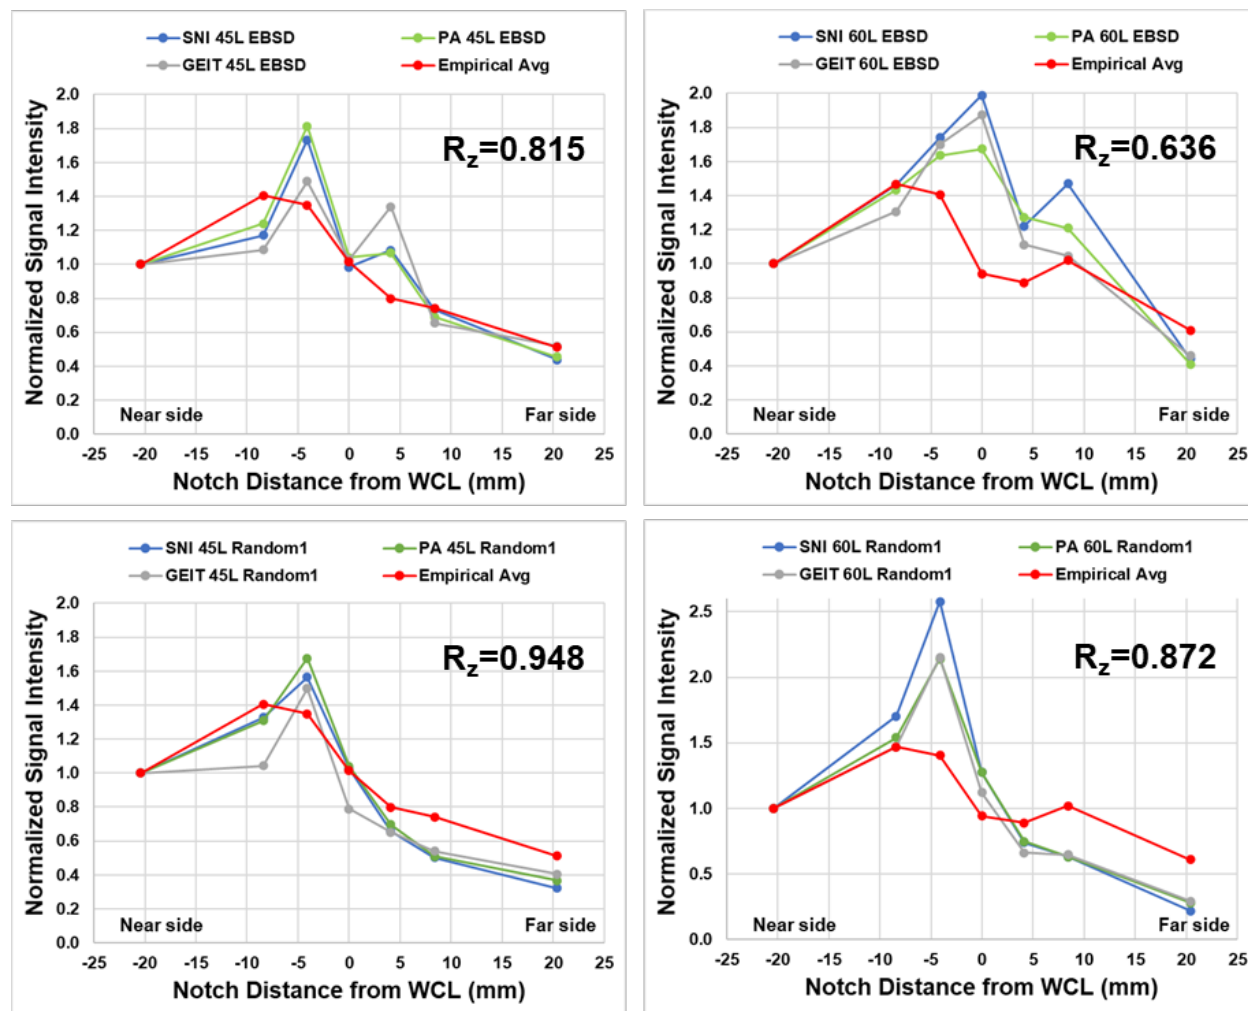 SNI 45L EBSD PA 45L EBSD
GEIT 45L EBSD Empirical Avg
2.0
1.8
1.6
1.4
1.2
1.0
0.8
0.6
0.4
0.2
0.0
Normalized Signal Intensity
Rz=0.815
Near side Far side
-25 -20 -15 -10 -5 0 5 10 15 20 25
Notch Distance from WCL (mm)
SNI 60L EBSD PA 60L EBSD
GEIT 60L EBSD Empirical Avg
2.0
1.8
1.6
1.4
1.2
1.0
0.8
0.6
0.4
0.2
0.0
Normalized Signal Intensity
Rz=0.636
Near side Far side
-25 -20 -15 -10 -5 0 5 10 15 20 25
Notch Distance from WCL (mm)
SNI 45L Random1 PA 45L Random1
GEIT 45L Random1 Empirical Avg
2.0
1.8
1.6
1.4
1.2
1.0
0.8
0.6
0.4
0.2
0.0
Normalized Signal Intensity
Rz=0.948
Near side Far side
-25 -20 -15 -10 -5 0 5 10 15 20 25
Notch Distance from WCL (mm)
SNI 60L Random1 PA 60L Random1
GEIT 60L Random1 Empirical Avg
2.5
2.0
1.5
1.0
0.5
0.0
Normalized Signal Intensity
Rz=0.872
Near side Far side
-25 -20 -15 -10 -5 0 5 10 15 20 25
Notch Distance from WCL (mm)